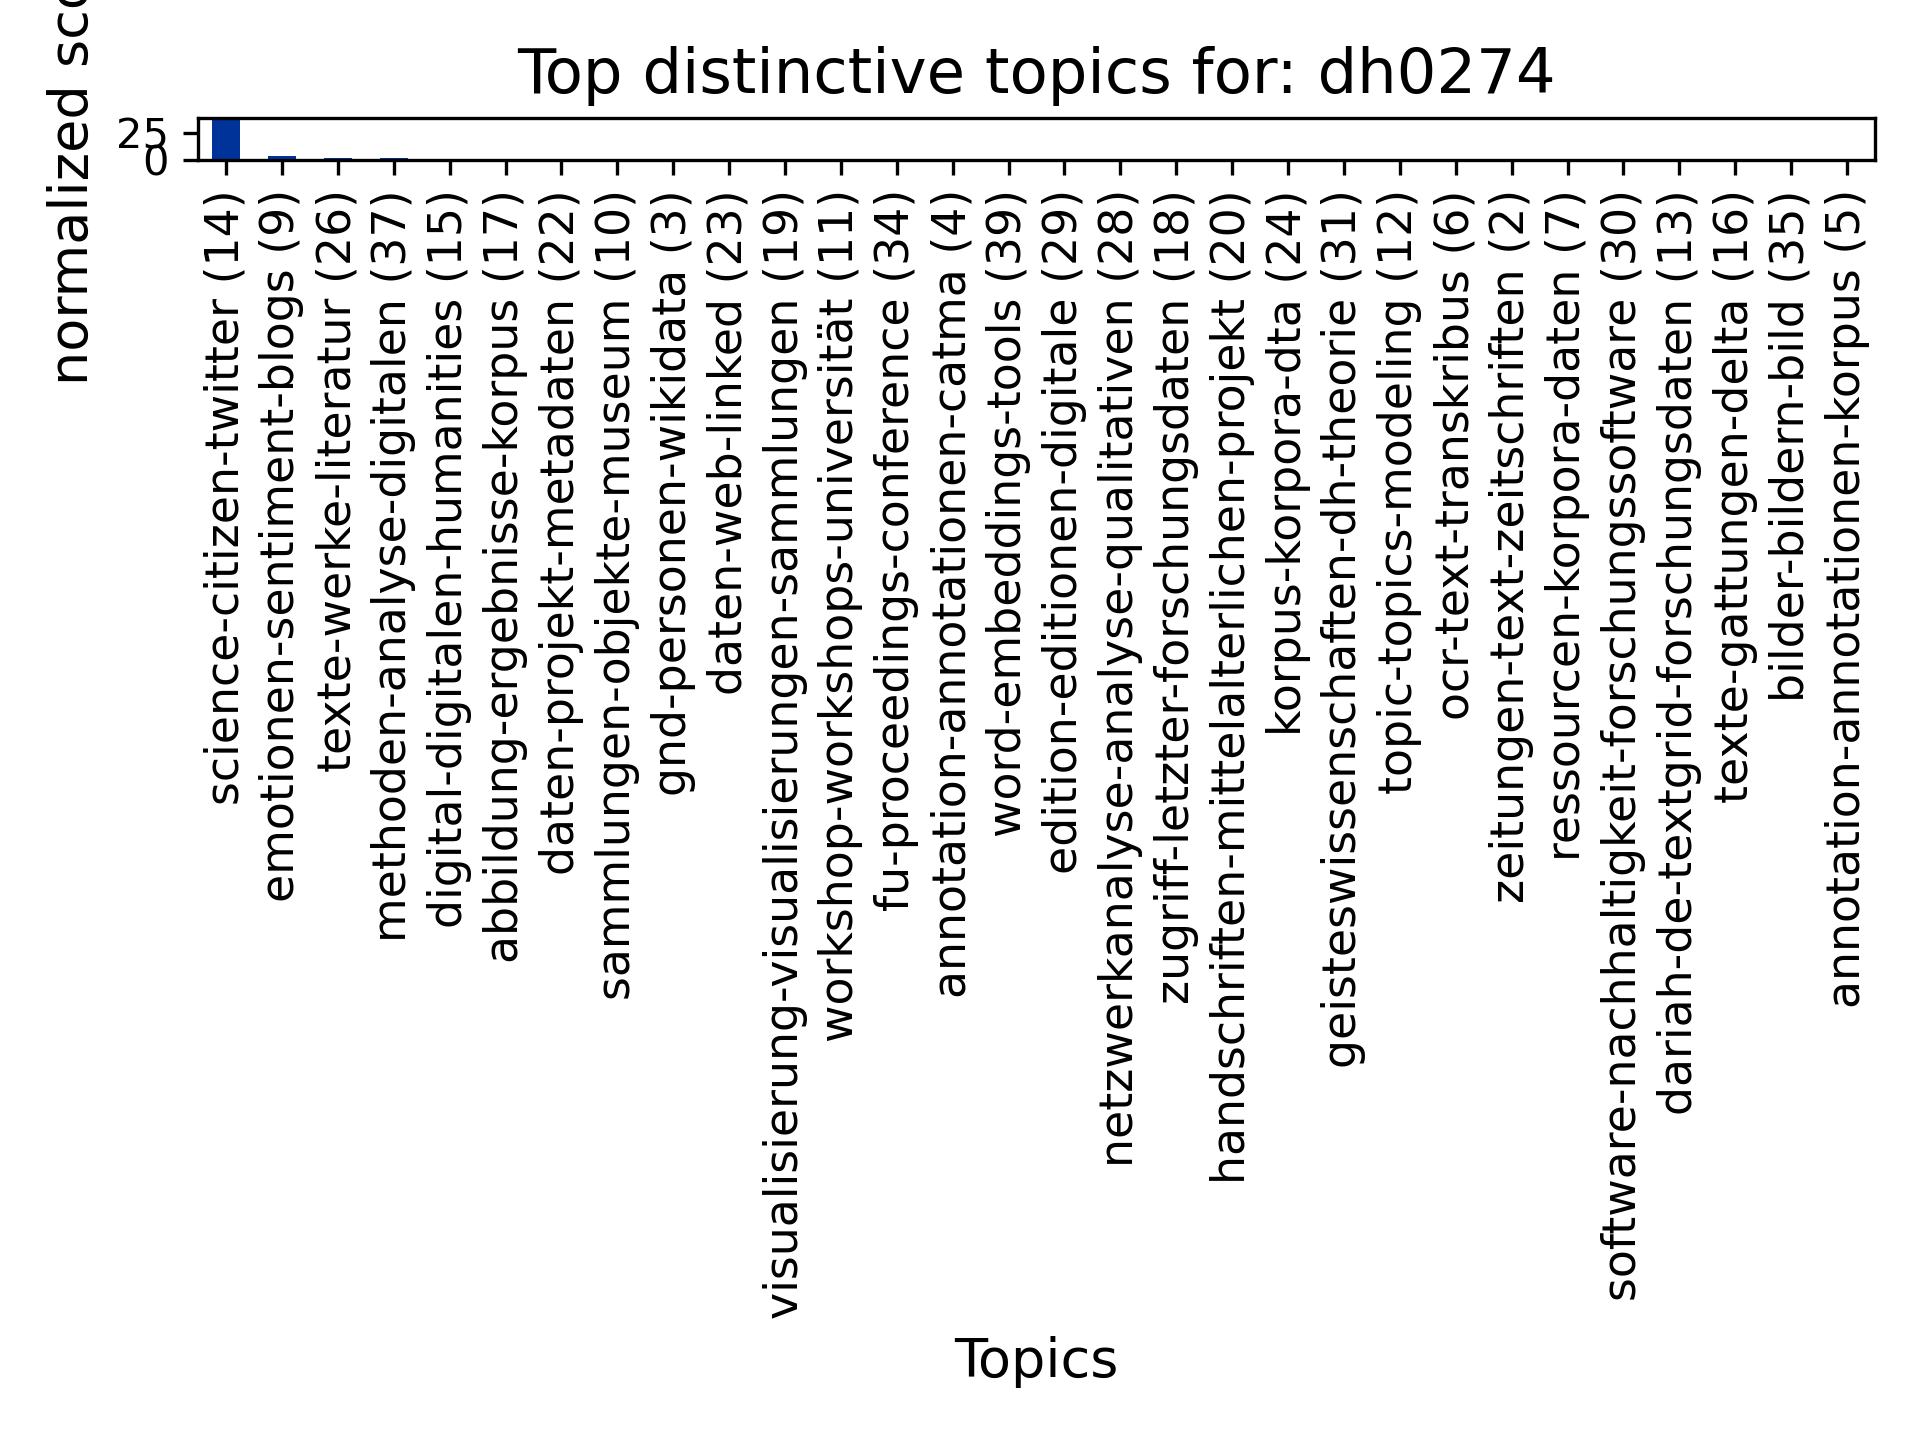 Top distinctive topics for: dh0274
normalized sco
25
0
science-citizen-twitter (14)
emotionen-sentiment-blogs (9)
texte-werke-literatur (26)
methoden-analyse-digitalen (37)
digital-digitalen-humanities (15)
abbildung-ergebnisse-korpus (17)
daten-projekt-metadaten (22)
sammlungen-objekte-museum (10)
gnd-personen-wikidata (3)
daten-web-linked (23)
visualisierung-visualisierungen-sammlungen (19)
workshop-workshops-universität (11)
fu-proceedings-conference (34)
annotation-annotationen-catma (4)
word-embeddings-tools (39)
edition-editionen-digitale (29)
netzwerkanalyse-analyse-qualitativen (28)
zugriff-letzter-forschungsdaten (18)
handschriften-mittelalterlichen-projekt (20)
korpus-korpora-dta (24)
geisteswissenschaften-dh-theorie (31)
topic-topics-modeling (12)
ocr-text-transkribus (6)
zeitungen-text-zeitschriften (2)
ressourcen-korpora-daten (7)
software-nachhaltigkeit-forschungssoftware (30)
dariah-de-textgrid-forschungsdaten (13)
texte-gattungen-delta (16)
bilder-bildern-bild (35)
annotation-annotationen-korpus (5)
Topics